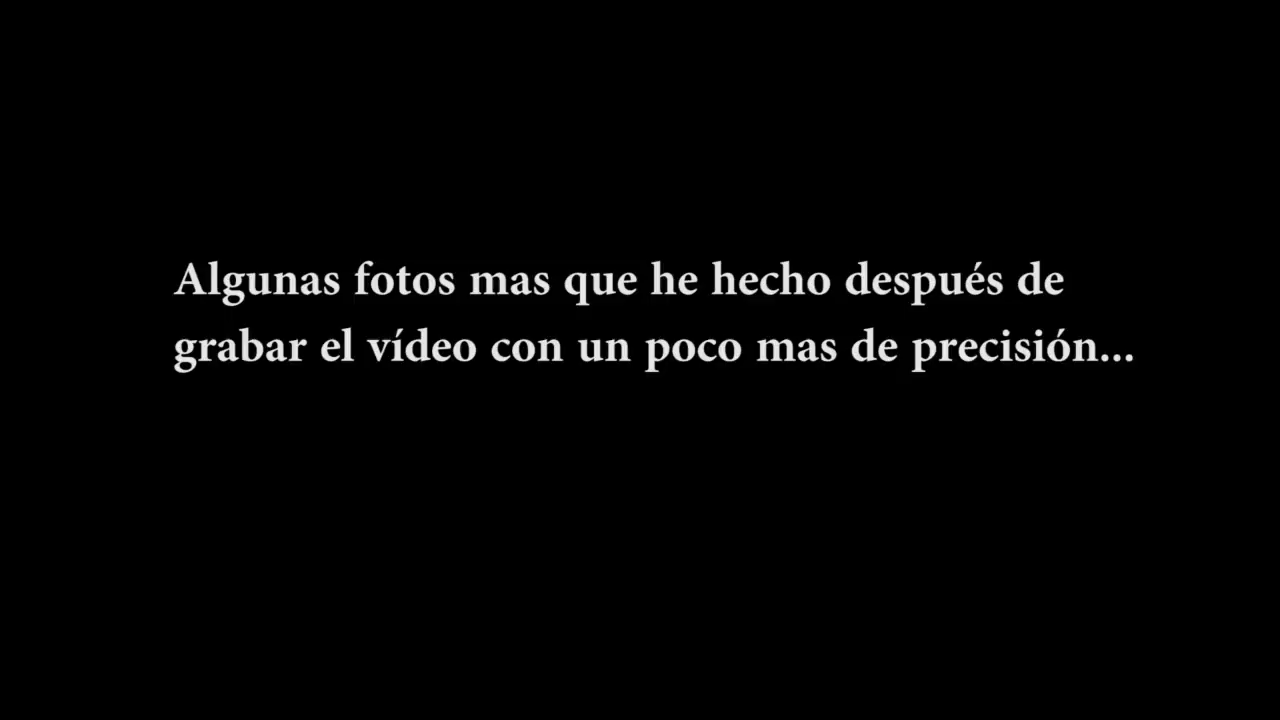 Algunas fotos mas que he hecho después de
grabar el vídeo con un poco mas de precisión...